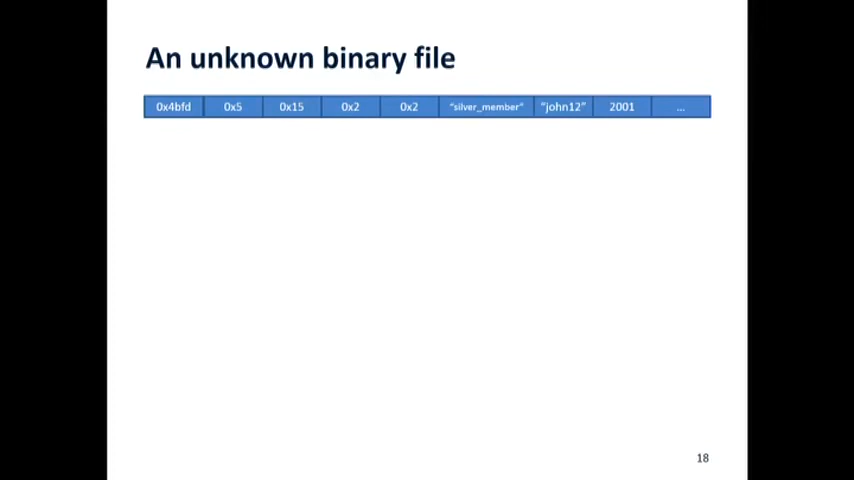 An unknown binary file
0x4bfd 0x5 0x15 0x2 0x2 “silver_member” “john12” 2001 ...
18